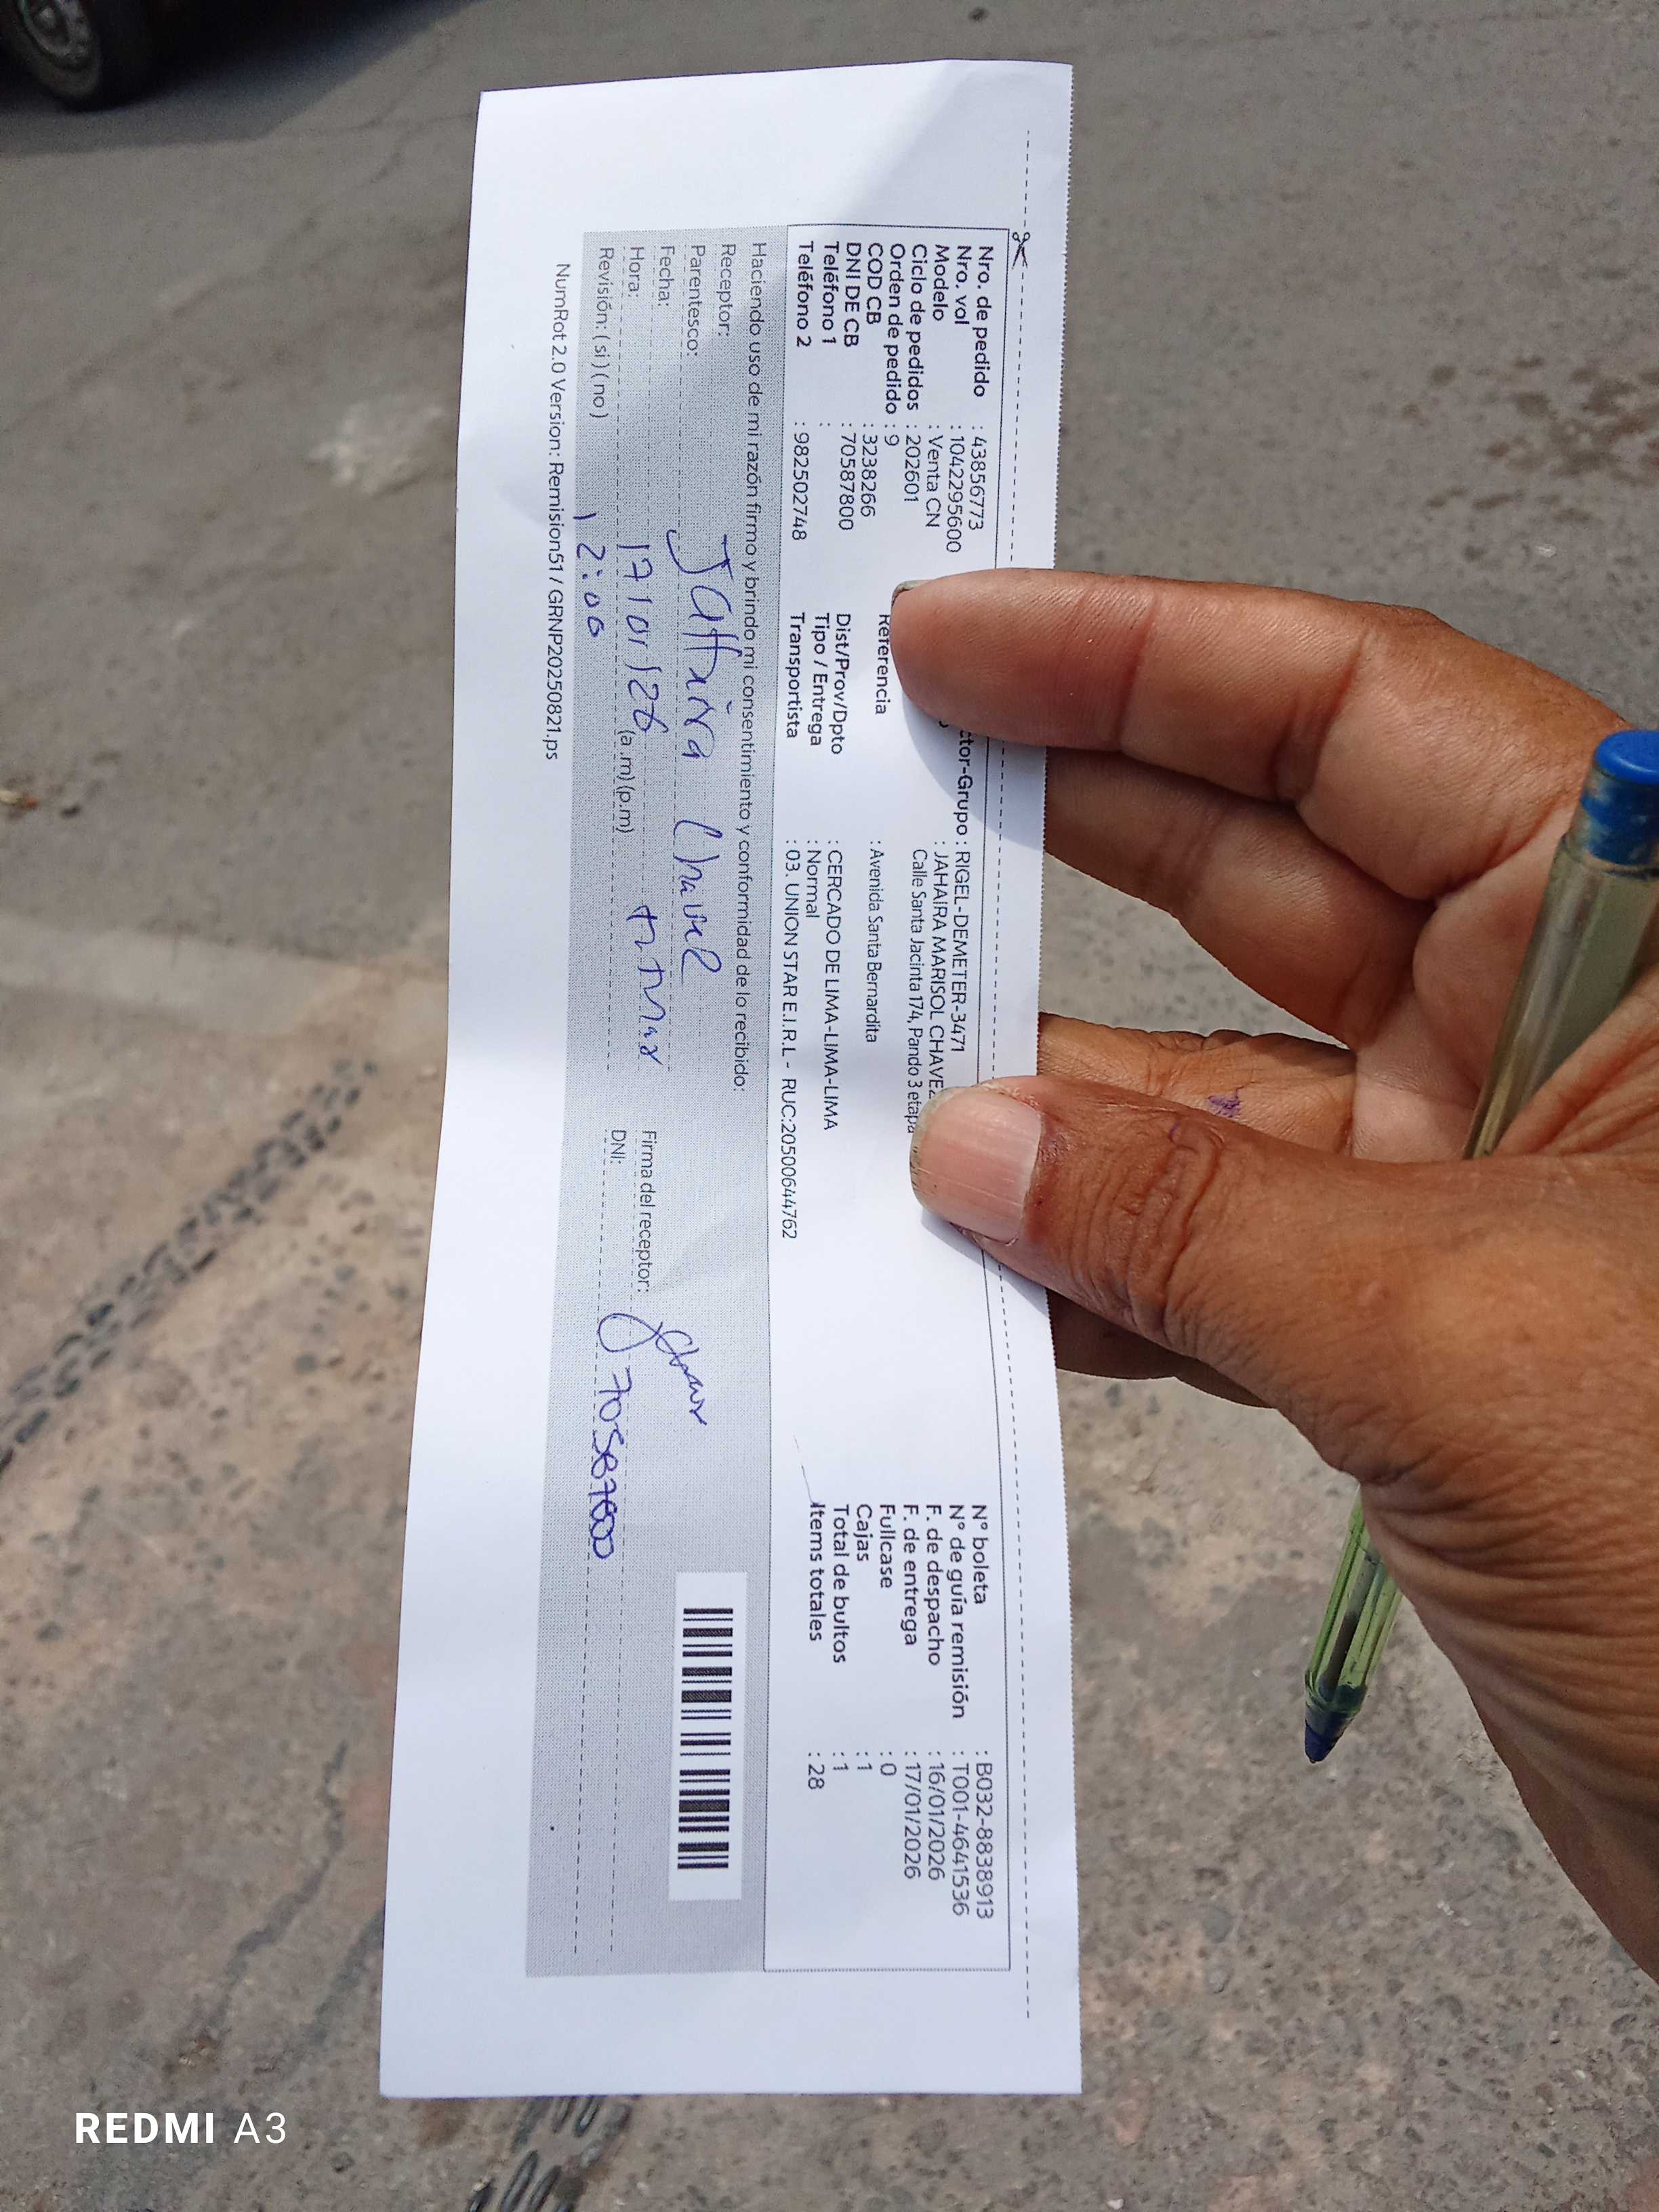 Nro. de pedido : 43856773
Nro. vol : 1042295600
Modelo : Venta CN
Ciclo de pedidos : 202601
Orden de pedido : 9
COD CB : 3238266
DNI DE CB : 70587800
Teléfono 1 :
Teléfono 2 : 982502748
ctor-Grupo : RIGEL-DEMETER-3471
: JAHAIRA MARISOL CHAVEZ
Calle Santa Jacinta 174, Pando 3 etapa
Referencia : Avenida Santa Bernardita
Dist/Prov/Dpto : CERCADO DE LIMA-LIMA-LIMA
Tipo / Entrega : Normal
Transportista : 03. UNION STAR E.I.R.L - RUC:20500644762
N° boleta : B032-8838913
N° de guía remisión : T001-4641536
F. de despacho : 16/01/2026
F. de entrega : 17/01/2026
Fullcase : 0
Cajas : 1
Total de bultos : 1
Items totales : 28
Haciendo uso de mi razón firmo y brindo mi consentimiento y conformidad de lo recibido:
Receptor:
Parentesco:
Fecha: 17/01/26
Hora: 12:06 (a.m)(p.m)
Revisión: ( si ) ( no )
Firma del receptor:
DNI: 70587800
NumRot 2.0 Version: Remision51 / GRNP20250821.ps
REDMI A3